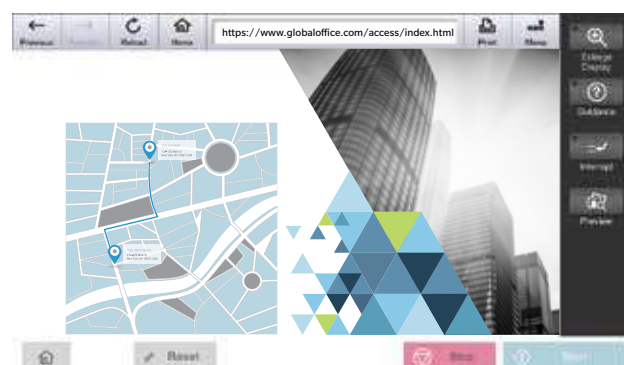 Previous
Reload
Home
https://www.globaloffice.com/access/index.html
Print
Menu
Enlarge
Display
Guidance
Interrupt
Preview
Reset
Stop
Start